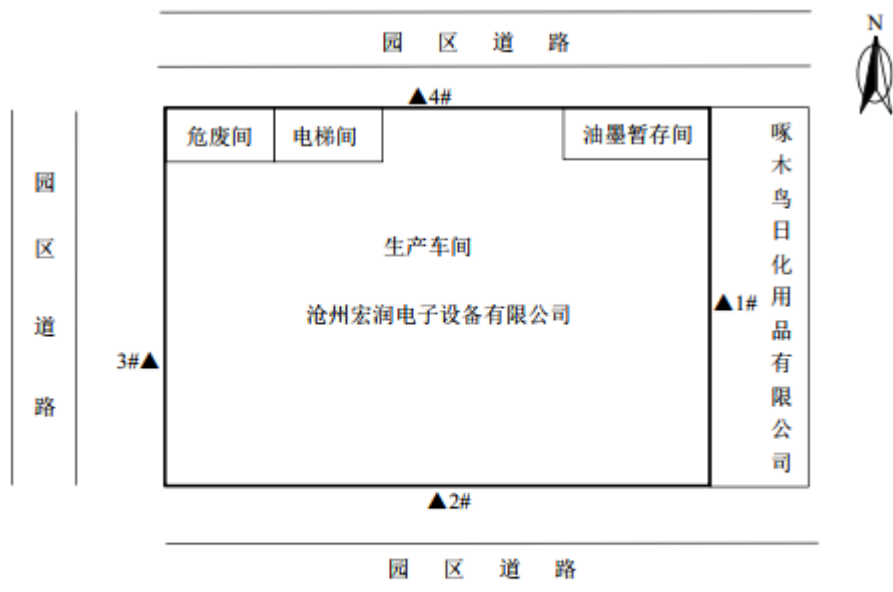 园 区 道 路
N
▲4#
危废间
电梯间
油墨暂存间
园区道路
啄木鸟日化用品有限公司
生产车间
沧州宏润电子设备有限公司
▲1#
3#▲
▲2#
园 区 道 路